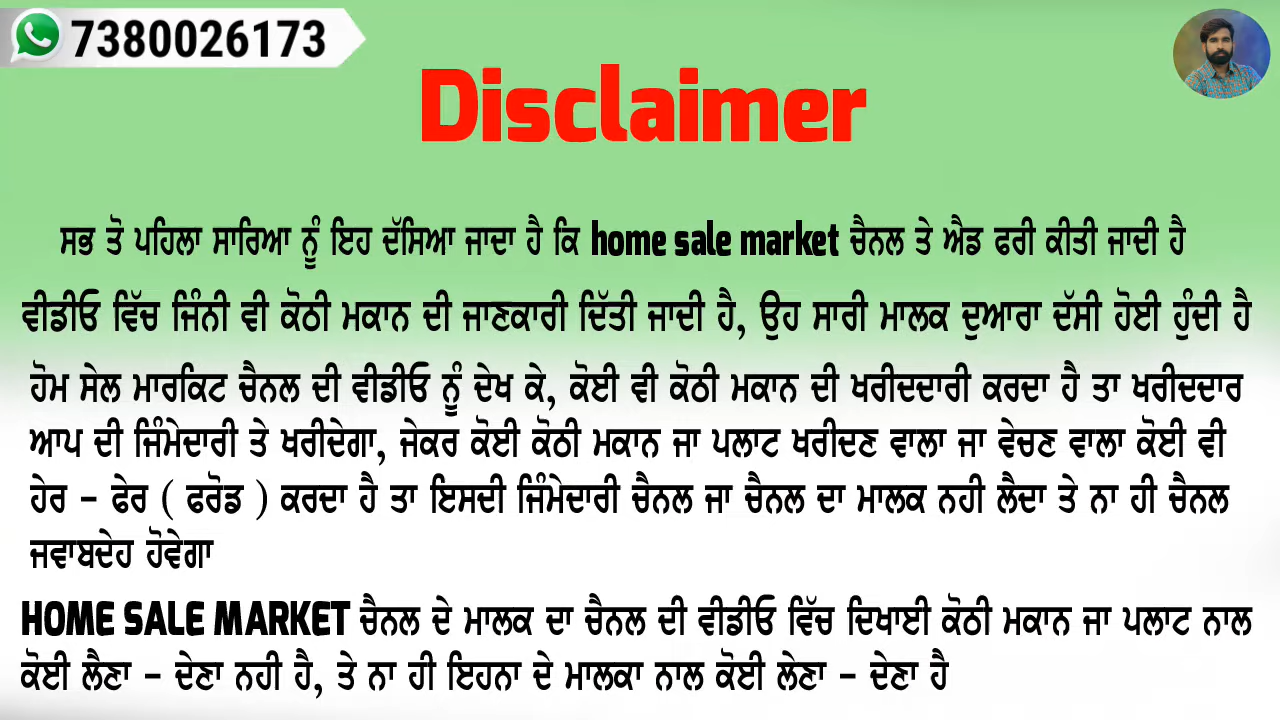 7380026173
Disclaimer
ਸਭ ਤੋ ਪਹਿਲਾ ਸਾਰਿਆ ਨੂੰ ਇਹ ਦੱਸਿਆ ਜਾਦਾ ਹੈ ਕਿ home sale market ਚੈਨਲ ਤੇ ਐਡ ਫਰੀ ਕੀਤੀ ਜਾਦੀ ਹੈ
ਵੀਡੀਓ ਵਿੱਚ ਜਿੰਨੀ ਵੀ ਕੋਠੀ ਮਕਾਨ ਦੀ ਜਾਣਕਾਰੀ ਦਿੱਤੀ ਜਾਦੀ ਹੈ, ਉਹ ਸਾਰੀ ਮਾਲਕ ਦੁਆਰਾ ਦੱਸੀ ਹੋਈ ਹੁੰਦੀ ਹੈ
ਹੋਮ ਸੇਲ ਮਾਰਕਿਟ ਚੈਨਲ ਦੀ ਵੀਡੀਓ ਨੂੰ ਦੇਖ ਕੇ, ਕੋਈ ਵੀ ਕੋਠੀ ਮਕਾਨ ਦੀ ਖਰੀਦਦਾਰੀ ਕਰਦਾ ਹੈ ਤਾ ਖਰੀਦਦਾਰ
ਆਪ ਦੀ ਜਿੰਮੇਦਾਰੀ ਤੇ ਖਰੀਦੇਗਾ, ਜੇਕਰ ਕੋਈ ਕੋਠੀ ਮਕਾਨ ਜਾ ਪਲਾਟ ਖਰੀਦਣ ਵਾਲਾ ਜਾ ਵੇਚਣ ਵਾਲਾ ਕੋਈ ਵੀ
ਹੇਰ - ਫੇਰ ( ਫਰੋਡ ) ਕਰਦਾ ਹੈ ਤਾ ਇਸਦੀ ਜਿੰਮੇਦਾਰੀ ਚੈਨਲ ਜਾ ਚੈਨਲ ਦਾ ਮਾਲਕ ਨਹੀ ਲੈਦਾ ਤੇ ਨਾ ਹੀ ਚੈਨਲ
ਜਵਾਬਦੇਹ ਹੋਵੇਗਾ
HOME SALE MARKET ਚੈਨਲ ਦੇ ਮਾਲਕ ਦਾ ਚੈਨਲ ਦੀ ਵੀਡੀਓ ਵਿੱਚ ਦਿਖਾਈ ਕੋਠੀ ਮਕਾਨ ਜਾ ਪਲਾਟ ਨਾਲ
ਕੋਈ ਲੈਣਾ - ਦੇਣਾ ਨਹੀ ਹੈ, ਤੇ ਨਾ ਹੀ ਇਹਨਾ ਦੇ ਮਾਲਕਾ ਨਾਲ ਕੋਈ ਲੇਣਾ - ਦੇਣਾ ਹੈ